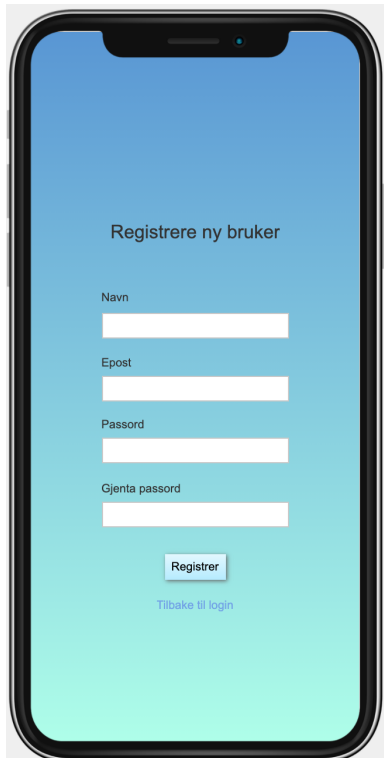 Registrere ny bruker
Navn
Epost
Passord
Gjenta passord
Registrer
Tilbake til login